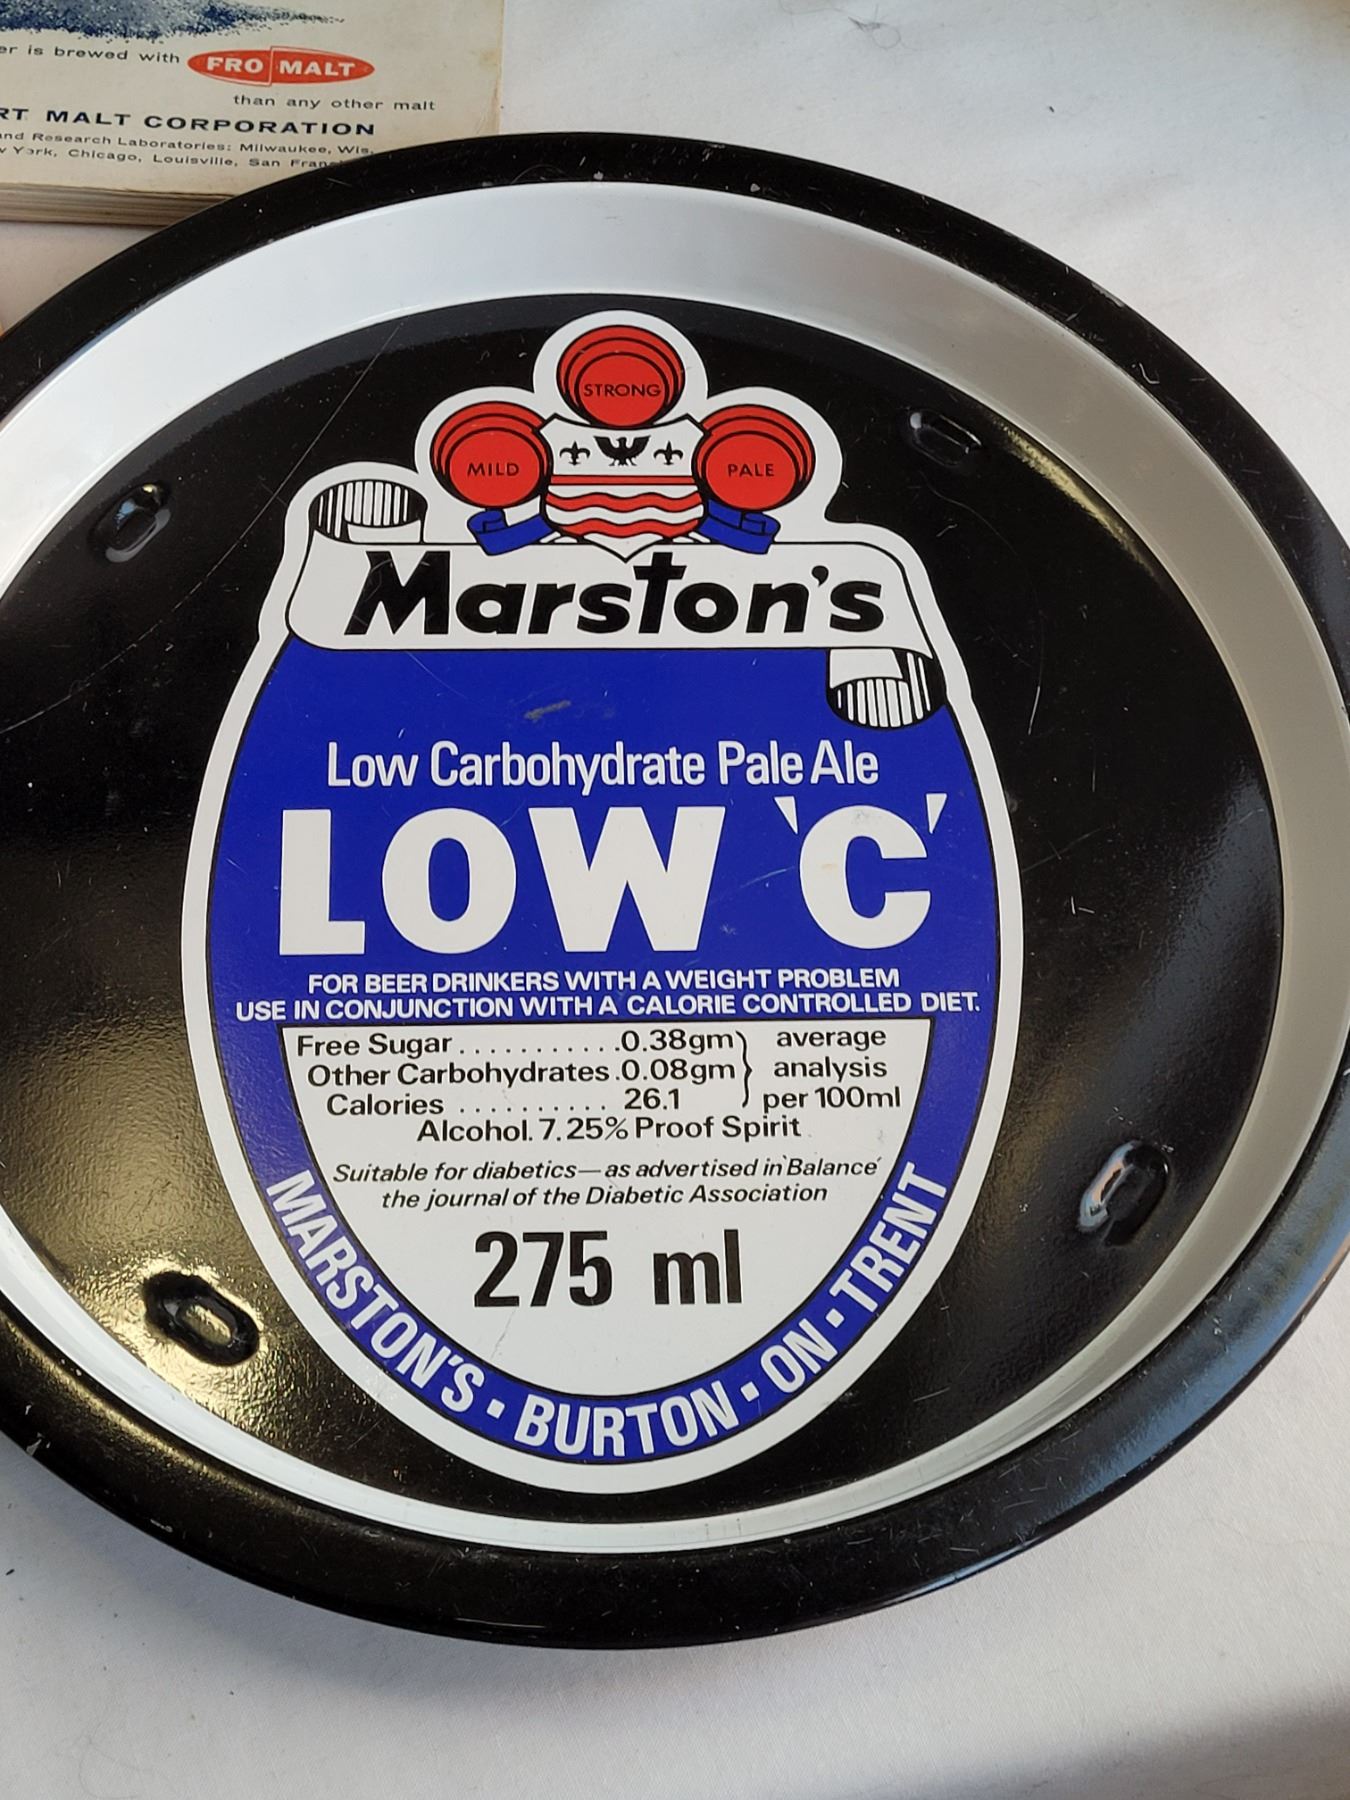 er is brewed with FRO MALT
than any other malt
RT MALT CORPORATION
and Research Laboratories: Milwaukee, Wis.
w York, Chicago, Louisville, San Fran
STRONG
MILD
PALE
Marston's
Low Carbohydrate Pale Ale
LOW 'C'
FOR BEER DRINKERS WITH A WEIGHT PROBLEM
USE IN CONJUNCTION WITH A CALORIE CONTROLLED DIET.
Free Sugar...........0.38gm average
Other Carbohydrates.0.08gm analysis
Calories .......... 26.1 per 100ml
Alcohol. 7.25% Proof Spirit
Suitable for diabetics—as advertised in 'Balance'
the journal of the Diabetic Association
275 ml
MARSTON'S · BURTON · ON · TRENT